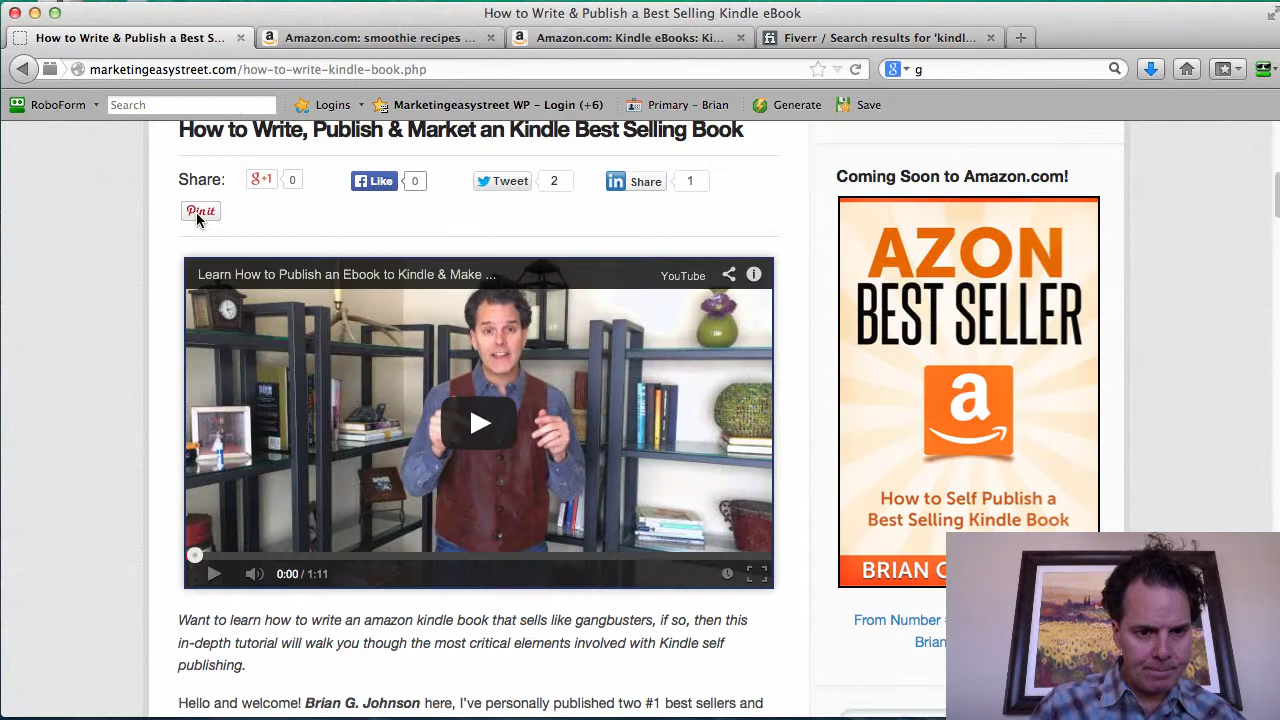 How to Write & Publish a Best Selling Kindle eBook
How to Write & Publish a Best S...
Amazon.com: smoothie recipes ...
Amazon.com: Kindle eBooks: Ki...
Fiverr / Search results for 'kindl...
marketingeasystreet.com/how-to-write-kindle-book.php
g
RoboForm
Search
Logins
Marketingeasystreet WP - Login (+6)
Primary - Brian
Generate
Save
How to Write, Publish & Market an Kindle Best Selling Book
Share:
g+1 0
Like 0
Tweet 2
in Share 1
Pinit
Learn How to Publish an Ebook to Kindle & Make ...
YouTube
0:00 / 1:11
Want to learn how to write an amazon kindle book that sells like gangbusters, if so, then this
in-depth tutorial will walk you though the most critical elements involved with Kindle self
publishing.
Hello and welcome! Brian G. Johnson here, I've personally published two #1 best sellers and
Coming Soon to Amazon.com!
AZON
BEST SELLER
a
How to Self Publish a
Best Selling Kindle Book
BRIAN
From Number
Brian